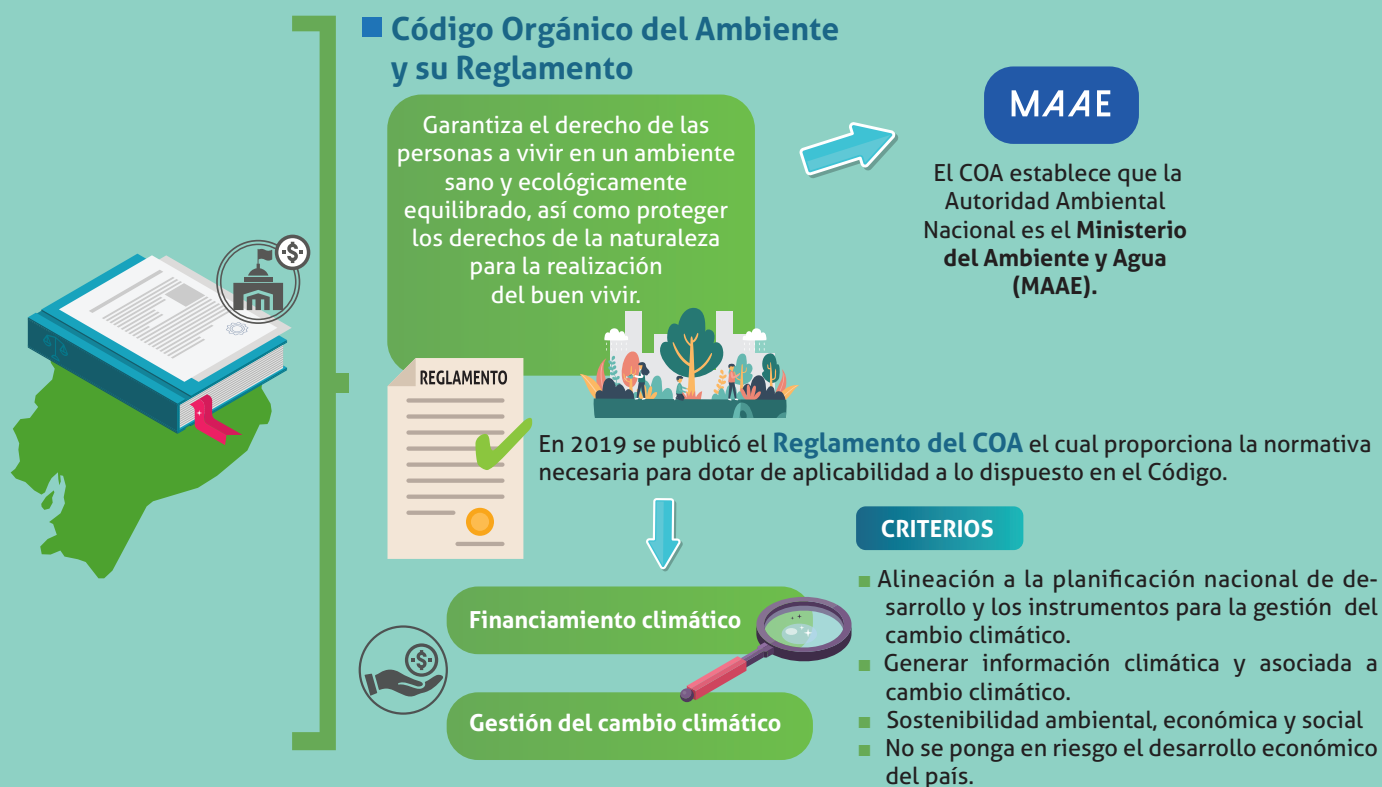 Código Orgánico del Ambiente
y su Reglamento
Garantiza el derecho de las
personas a vivir en un ambiente
sano y ecológicamente
equilibrado, así como proteger
los derechos de la naturaleza
para la realización
del buen vivir.
MAAE
El COA establece que la
Autoridad Ambiental
Nacional es el Ministerio
del Ambiente y Agua
(MAAE).
REGLAMENTO
En 2019 se publicó el Reglamento del COA el cual proporciona la normativa
necesaria para dotar de aplicabilidad a lo dispuesto en el Código.
Financiamiento climático
Gestión del cambio climático
CRITERIOS
Alineación a la planificación nacional de de-
sarrollo y los instrumentos para la gestión del
cambio climático.
Generar información climática y asociada a
cambio climático.
Sostenibilidad ambiental, económica y social
No se ponga en riesgo el desarrollo económico
del país.